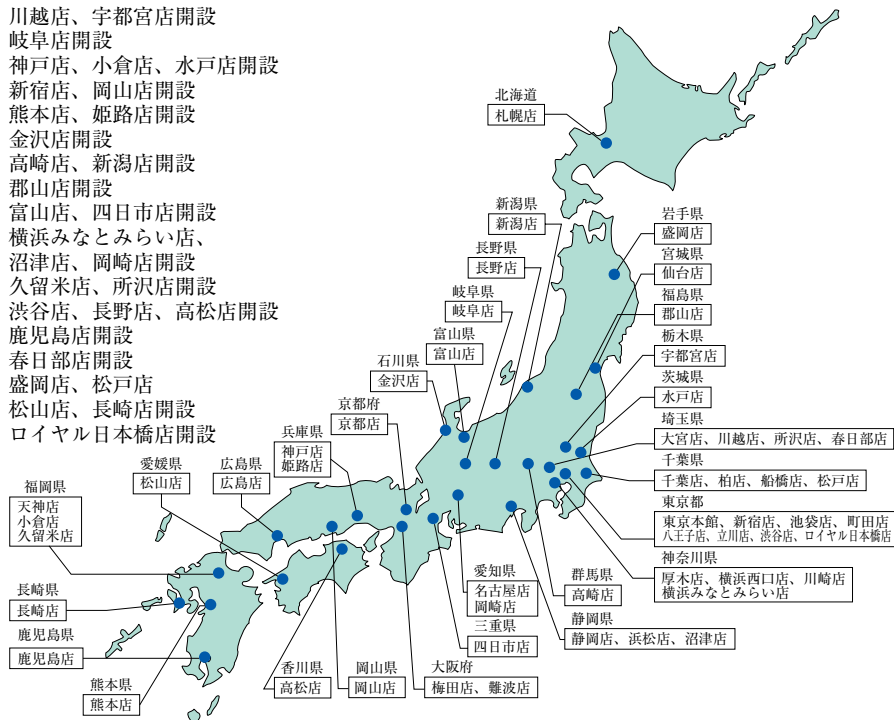 川越店、宇都宮店開設
岐阜店開設
神戸店、小倉店、水戸店開設
新宿店、岡山店開設
熊本店、姫路店開設
金沢店開設
高崎店、新潟店開設
郡山店開設
富山店、四日市店開設
横浜みなとみらい店、
沼津店、岡崎店開設
久留米店、所沢店開設
渋谷店、長野店、高松店開設
鹿児島店開設
春日部店開設
盛岡店、松戸店
松山店、長崎店開設
ロイヤル日本橋店開設
北海道
札幌店
新潟県
新潟店
長野県
長野店
岐阜県
岐阜店
富山県
富山店
石川県
金沢店
京都府
京都店
兵庫県
神戸店
姫路店
広島県
広島店
愛媛県
松山店
福岡県
天神店
小倉店
久留米店
長崎県
長崎店
鹿児島県
鹿児島店
熊本県
熊本店
香川県
高松店
岡山県
岡山店
大阪府
梅田店、難波店
愛知県
名古屋店
岡崎店
三重県
四日市店
群馬県
高崎店
静岡県
静岡店、浜松店、沼津店
岩手県
盛岡店
宮城県
仙台店
福島県
郡山店
栃木県
宇都宮店
茨城県
水戸店
埼玉県
大宮店、川越店、所沢店、春日部店
千葉県
千葉店、柏店、船橋店、松戸店
東京都
東京本館、新宿店、池袋店、町田店
八王子店、立川店、渋谷店、ロイヤル日本橋店
神奈川県
厚木店、横浜西口店、川崎店
横浜みなとみらい店